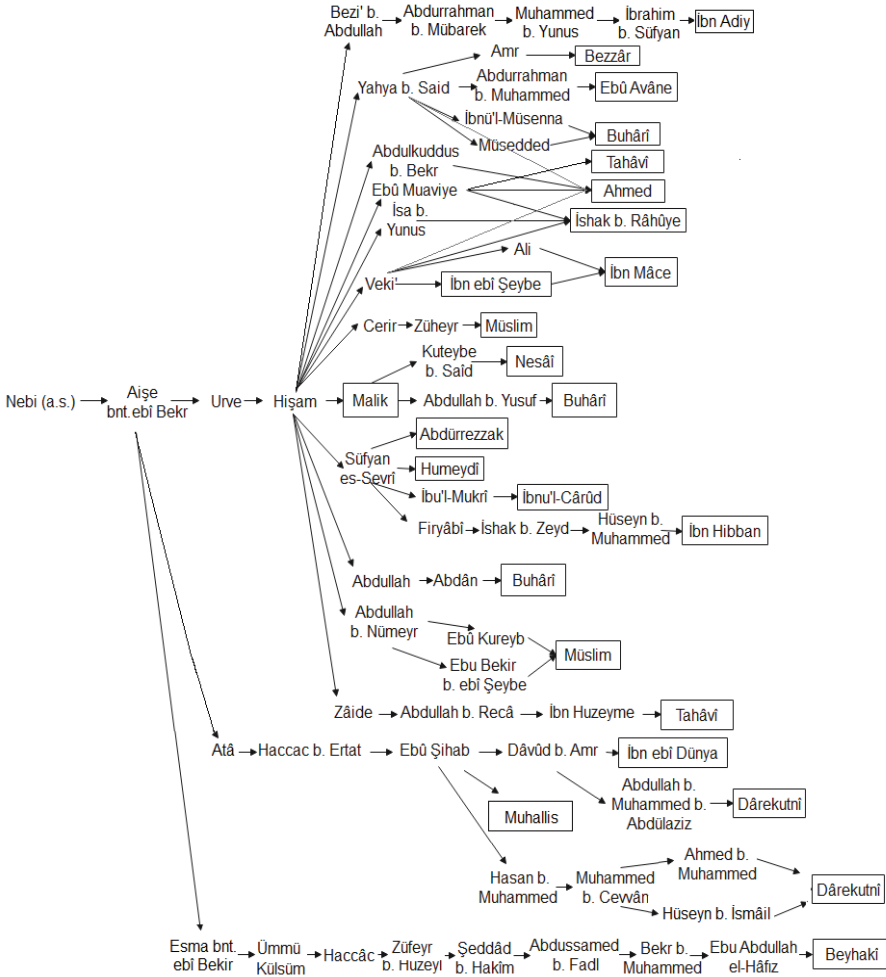 Bezi' b.
Abdullah
Abdurrahman
b. Mübarek
Muhammed
b. Yunus
İbrahim
b. Süfyan
İbn Adiy
Amr
Bezzâr
Yahya b. Said
Abdurrahman
b. Muhammed
Ebû Avâne
İbnü'l-Müsenna
Müsedded
Buhârî
Abdulkuddus
b. Bekr
Tahâvî
Ebû Muaviye
Ahmed
İsa b.
Yunus
İshak b. Râhûye
Ali
Veki'
İbn ebî Şeybe
İbn Mâce
Cerir
Züheyr
Müslim
Kuteybe
b. Saîd
Nesâî
Nebi (a.s.)
Aişe
bnt.ebî Bekr
Urve
Hişam
Malik
Abdullah b. Yusuf
Buhârî
Abdürrezzak
Süfyan
es-Sevrî
Humeydî
İbu'l-Mukrî
İbnu'l-Cârûd
Firyâbî
İshak b. Zeyd
Hüseyn b.
Muhammed
İbn Hibban
Abdullah
Abdân
Buhârî
Abdullah
b. Nümeyr
Ebû Kureyb
Ebu Bekir
b. ebî Şeybe
Müslim
Zâide
Abdullah b. Recâ
İbn Huzeyme
Tahâvî
Atâ
Haccac b. Ertat
Ebû Şihab
Dâvûd b. Amr
İbn ebî Dünya
Abdullah b.
Muhammed b.
Abdülaziz
Dârekutnî
Muhallis
Hasan b.
Muhammed
Muhammed
b. Cevvân
Ahmed b.
Muhammed
Hüseyn b. İsmâil
Dârekutnî
Esma bnt.
ebî Bekir
Ümmü
Külsüm
Haccâc
Züfeyr
b. Huzeyl
Şeddâd
b. Hakîm
Abdussamed
b. Fadl
Bekr b.
Muhammed
Ebu Abdullah
el-Hâfız
Beyhakî